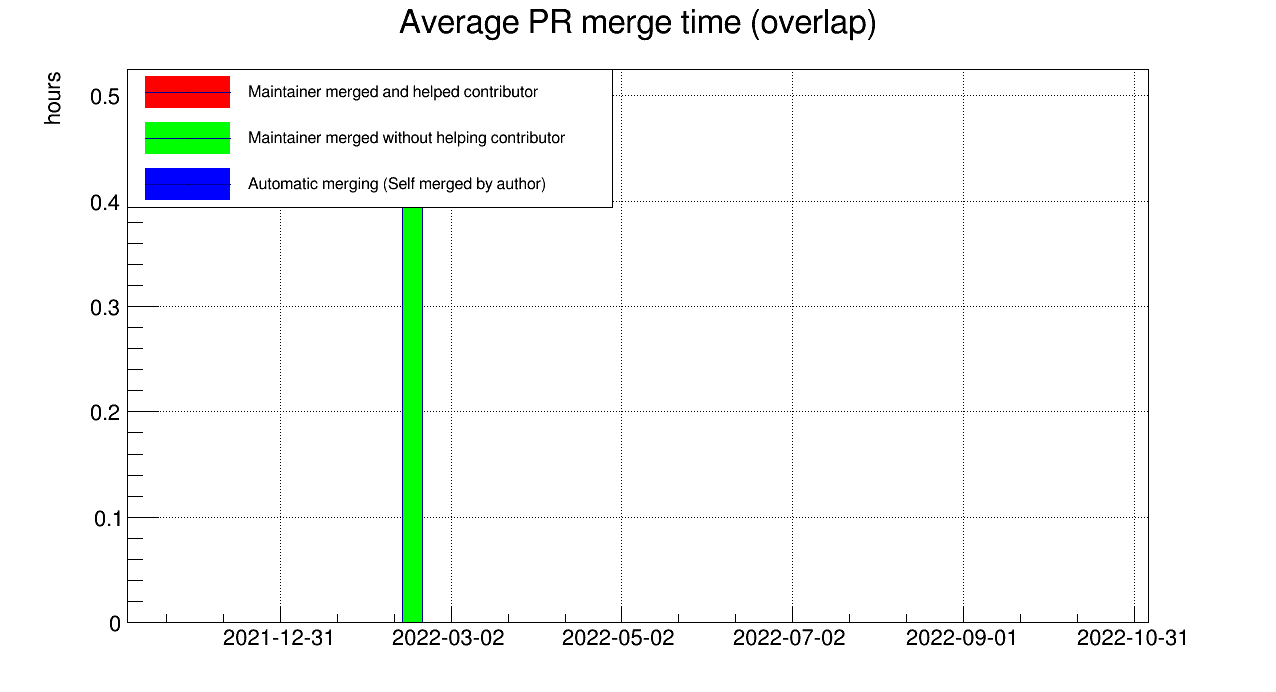 Average PR merge time (overlap)
hours
Maintainer merged and helped contributor
Maintainer merged without helping contributor
Automatic merging (Self merged by author)
0.5
0.4
0.3
0.2
0.1
0
2021-12-31 2022-03-02 2022-05-02 2022-07-02 2022-09-01 2022-10-31